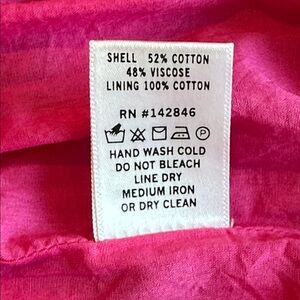 SHELL 52% COTTON
48% VISCOSE
LINING 100% COTTON
RN #142846
P
HAND WASH COLD
DO NOT BLEACH
LINE DRY
MEDIUM IRON
OR DRY CLEAN